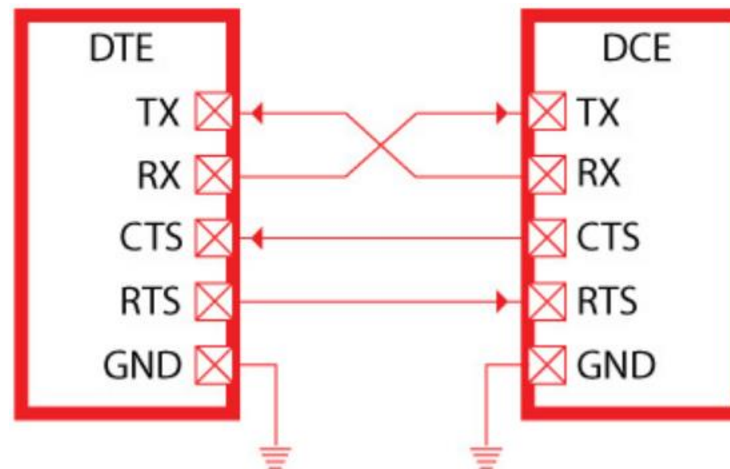 DTE DCE
TX TX
RX RX
CTS CTS
RTS RTS
GND GND